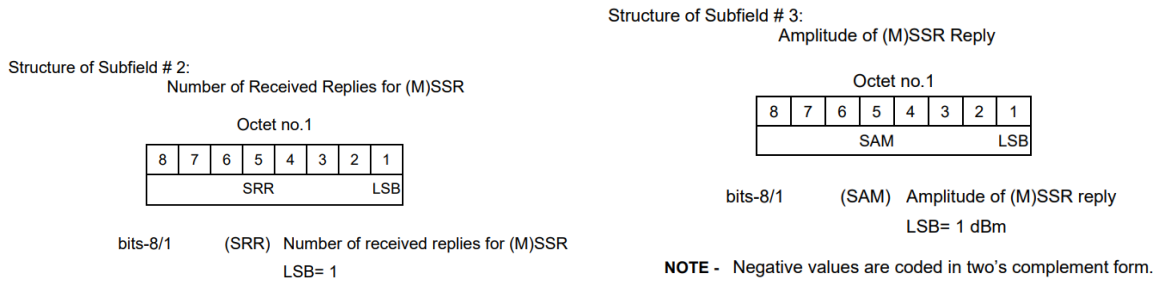 Structure of Subfield # 2:
Number of Received Replies for (M)SSR
Octet no.1
8 7 6 5 4 3 2 1
SRR LSB
bits-8/1 (SRR) Number of received replies for (M)SSR
LSB= 1
Structure of Subfield # 3:
Amplitude of (M)SSR Reply
Octet no.1
8 7 6 5 4 3 2 1
SAM LSB
bits-8/1 (SAM) Amplitude of (M)SSR reply
LSB= 1 dBm
NOTE - Negative values are coded in two's complement form.